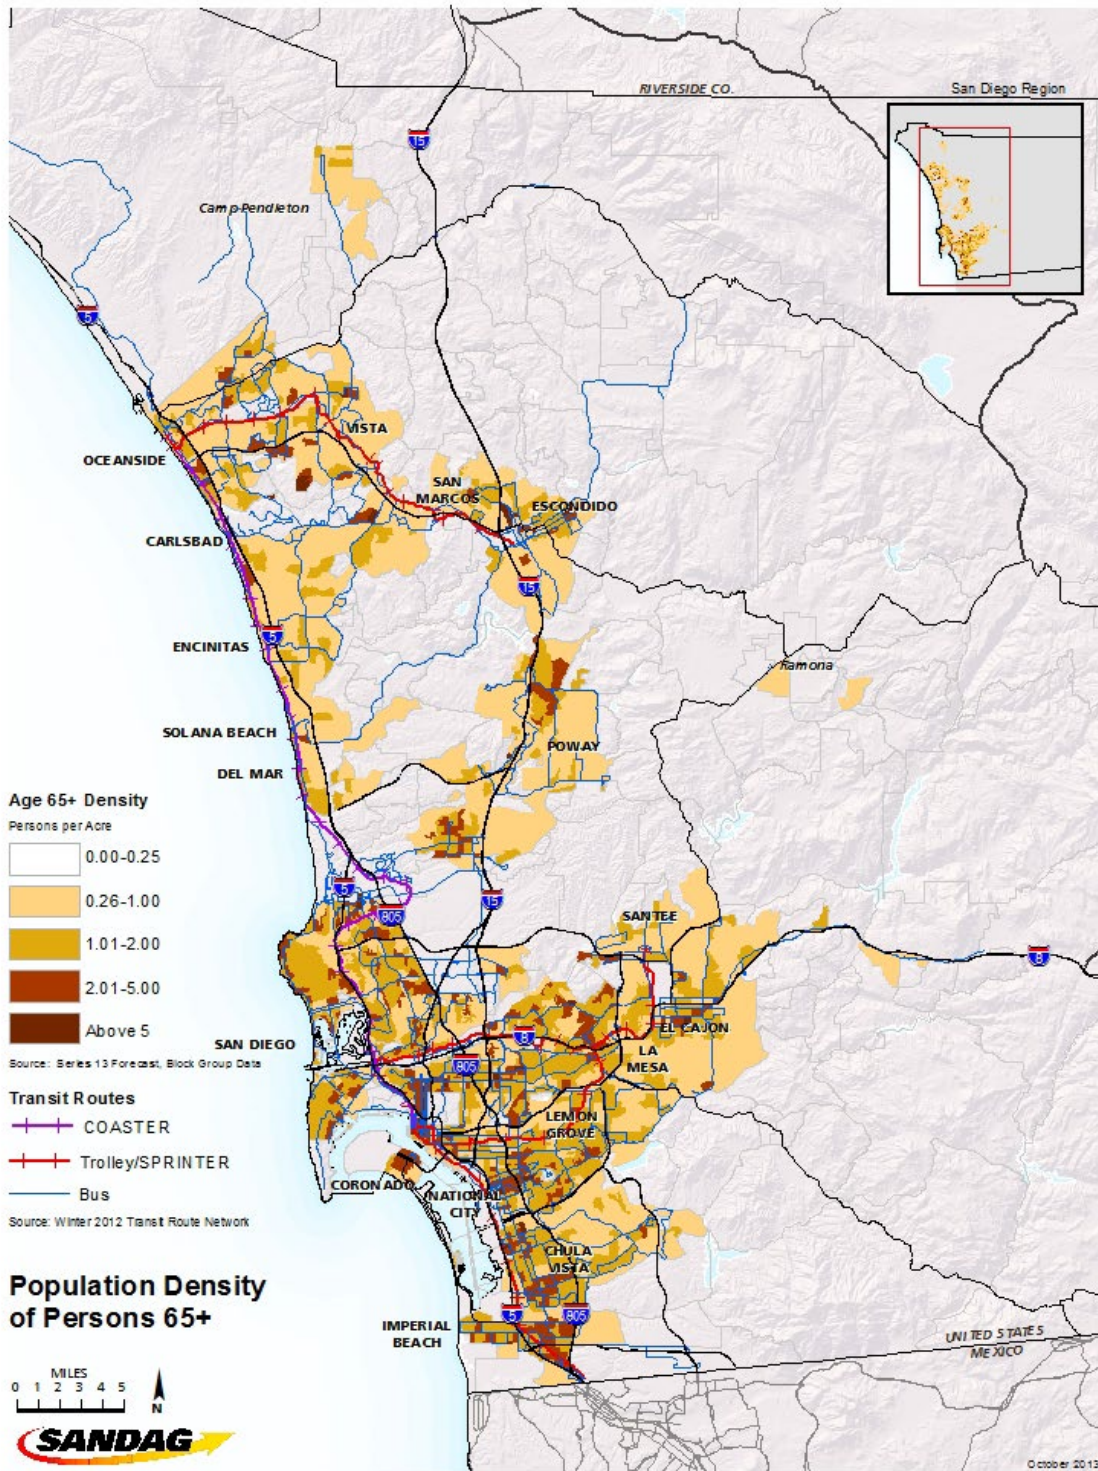 RIVERSIDE CO.
San Diego Region
15
Camp Pendleton
5
VISTA
OCEANSIDE
SAN
MARCOS
ESCONDIDO
CARLSBAD
15
5
ENCINITAS
Ramona
SOLANA BEACH
POWAY
DEL MAR
Age 65+ Density
Persons per Acre
0.00-0.25
0.26-1.00
1.01-2.00
2.01-5.00
Above 5
Source: Series 13 Forecast, Block Group Data
5
805
15
SANTEE
8
SAN DIEGO
EL CAJON
8
LA
MESA
805
LEMON
GROVE
Transit Routes
COASTER
Trolley/SPRINTER
Bus
Source: Winter 2012 Transit Route Network
CORONADO
NATIONAL
CITY
CHULA
VISTA
Population Density
of Persons 65+
5
805
IMPERIAL
BEACH
UNITED STATES
MEXICO
MILES
0 1 2 3 4 5
N
SANDAG
October 2013